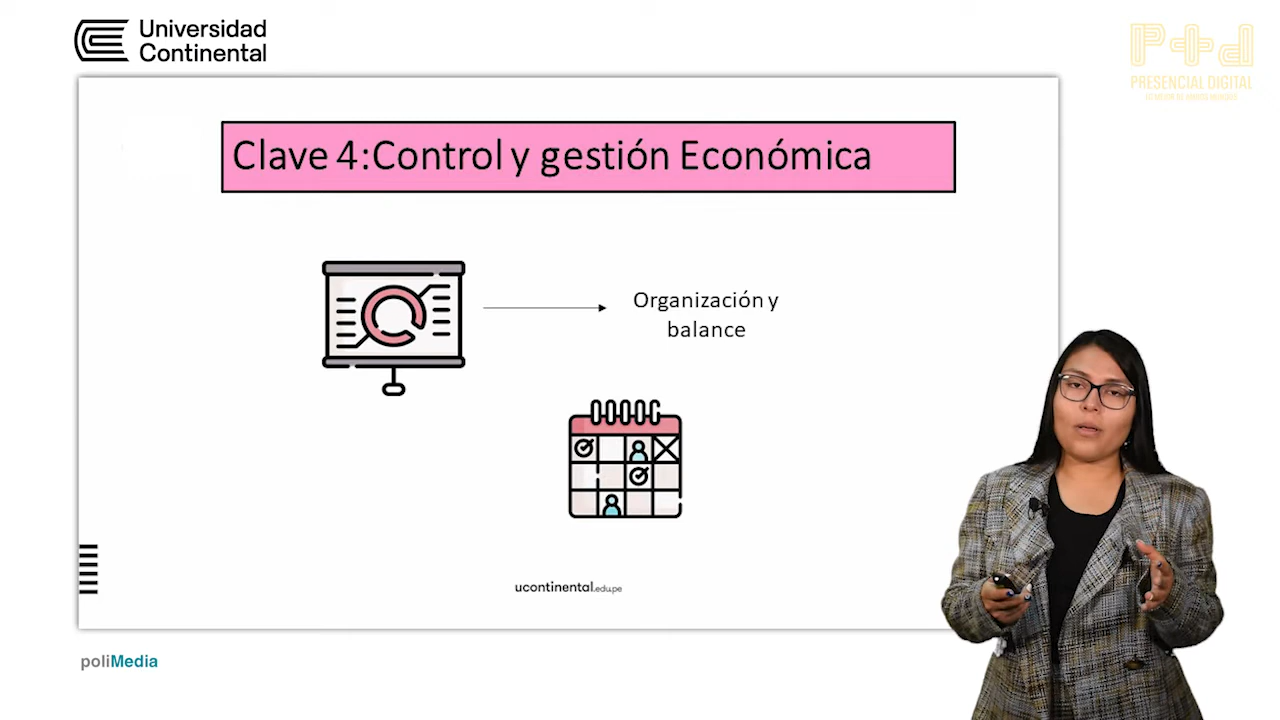 Universidad
Continental
P+d
PRESENCIAL DIGITAL
Clave 4:Control y gestión Económica
Organización y
balance
ucontinental.edu.pe
poliMedia